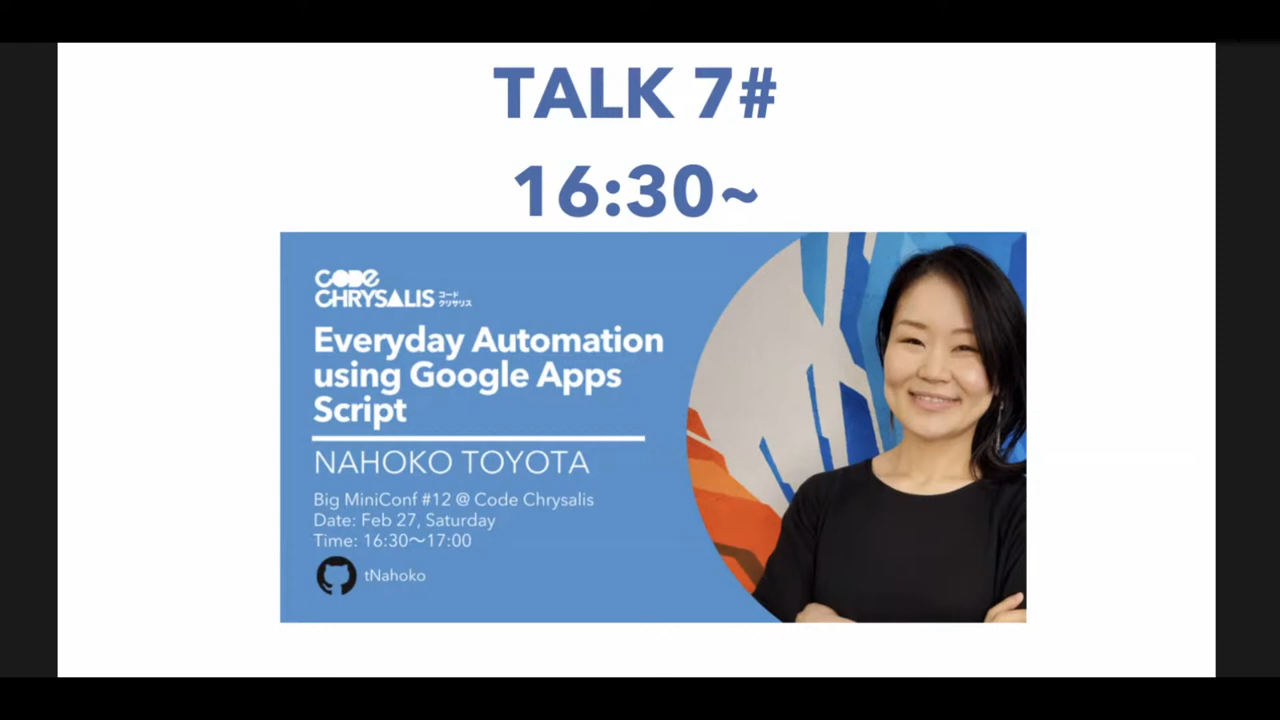 TALK 7#
16:30~
CODE
CHRYSALIS コード
クリサリス
Everyday Automation
using Google Apps
Script
NAHOKO TOYOTA
Big MiniConf #12 @ Code Chrysalis
Date: Feb 27, Saturday
Time: 16:30〜17:00
tNahoko